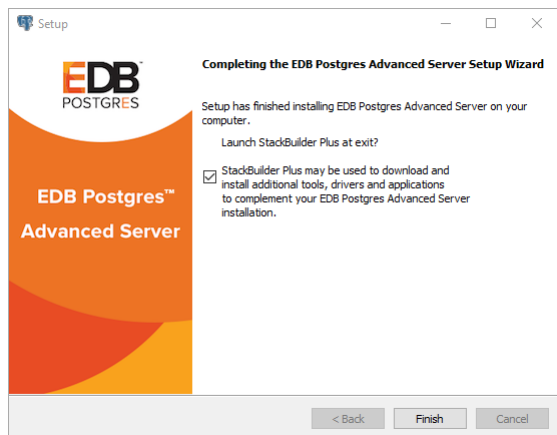 Setup
EDB
POSTGRES
EDB Postgres™
Advanced Server
Completing the EDB Postgres Advanced Server Setup Wizard
Setup has finished installing EDB Postgres Advanced Server on your
computer.
Launch StackBuilder Plus at exit?
StackBuilder Plus may be used to download and
install additional tools, drivers and applications
to complement your EDB Postgres Advanced Server
installation.
< Back
Finish
Cancel